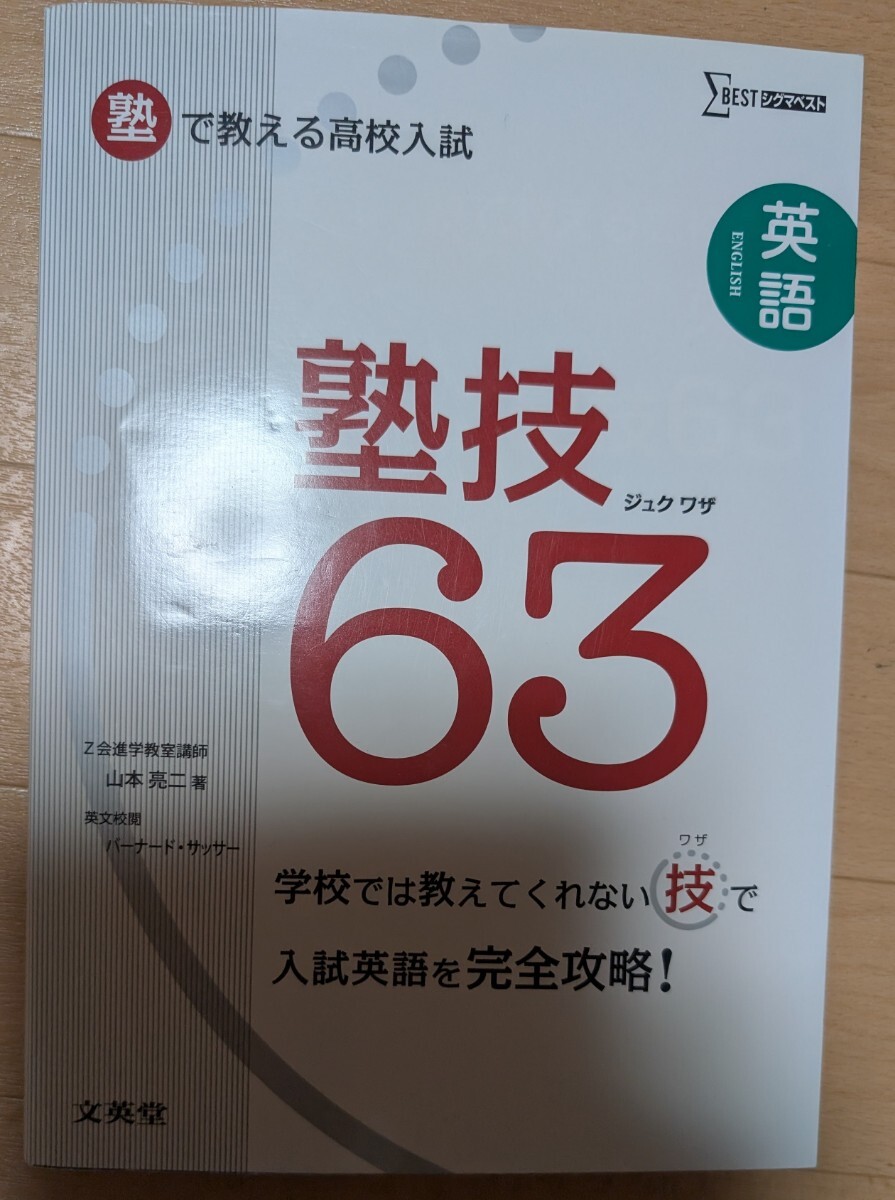 塾で教える高校入試
ΣBEST シグマベスト
英語
ENGLISH
塾技
ジュク ワザ
63
Z会進学教室講師
山本 亮二 著
英文校閲
バーナード・サッサー
ワザ
学校では教えてくれない技で
入試英語を完全攻略!
文英堂